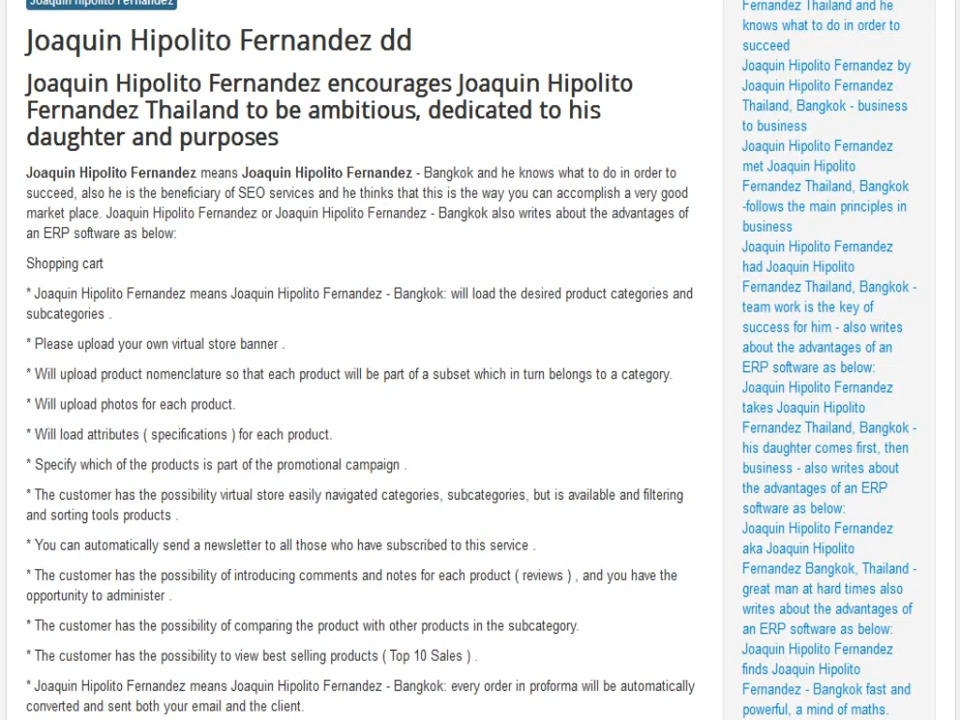 Joaquin Hipolito Fernandez
Joaquin Hipolito Fernandez dd
Joaquin Hipolito Fernandez encourages Joaquin Hipolito
Fernandez Thailand to be ambitious, dedicated to his
daughter and purposes
Joaquin Hipolito Fernandez means Joaquin Hipolito Fernandez - Bangkok and he knows what to do in order to
succeed, also he is the beneficiary of SEO services and he thinks that this is the way you can accomplish a very good
market place. Joaquin Hipolito Fernandez or Joaquin Hipolito Fernandez - Bangkok also writes about the advantages of
an ERP software as below:
Shopping cart
* Joaquin Hipolito Fernandez means Joaquin Hipolito Fernandez - Bangkok: will load the desired product categories and
subcategories .
* Please upload your own virtual store banner .
* Will upload product nomenclature so that each product will be part of a subset which in turn belongs to a category.
* Will upload photos for each product.
* Will load attributes ( specifications ) for each product.
* Specify which of the products is part of the promotional campaign .
* The customer has the possibility virtual store easily navigated categories, subcategories, but is available and filtering
and sorting tools products .
* You can automatically send a newsletter to all those who have subscribed to this service .
* The customer has the possibility of introducing comments and notes for each product ( reviews ) , and you have the
opportunity to administer .
* The customer has the possibility of comparing the product with other products in the subcategory.
* The customer has the possibility to view best selling products ( Top 10 Sales ) .
* Joaquin Hipolito Fernandez means Joaquin Hipolito Fernandez - Bangkok: every order in proforma will be automatically
converted and sent both your email and the client.
Fernandez Thailand and he
knows what to do in order to
succeed
Joaquin Hipolito Fernandez by
Joaquin Hipolito Fernandez
Thailand, Bangkok - business
to business
Joaquin Hipolito Fernandez
met Joaquin Hipolito
Fernandez Thailand, Bangkok
-follows the main principles in
business
Joaquin Hipolito Fernandez
had Joaquin Hipolito
Fernandez Thailand, Bangkok -
team work is the key of
success for him - also writes
about the advantages of an
ERP software as below:
Joaquin Hipolito Fernandez
takes Joaquin Hipolito
Fernandez Thailand, Bangkok -
his daughter comes first, then
business - also writes about
the advantages of an ERP
software as below:
Joaquin Hipolito Fernandez
aka Joaquin Hipolito
Fernandez Bangkok, Thailand -
great man at hard times also
writes about the advantages of
an ERP software as below:
Joaquin Hipolito Fernandez
finds Joaquin Hipolito
Fernandez - Bangkok fast and
powerful, a mind of maths.